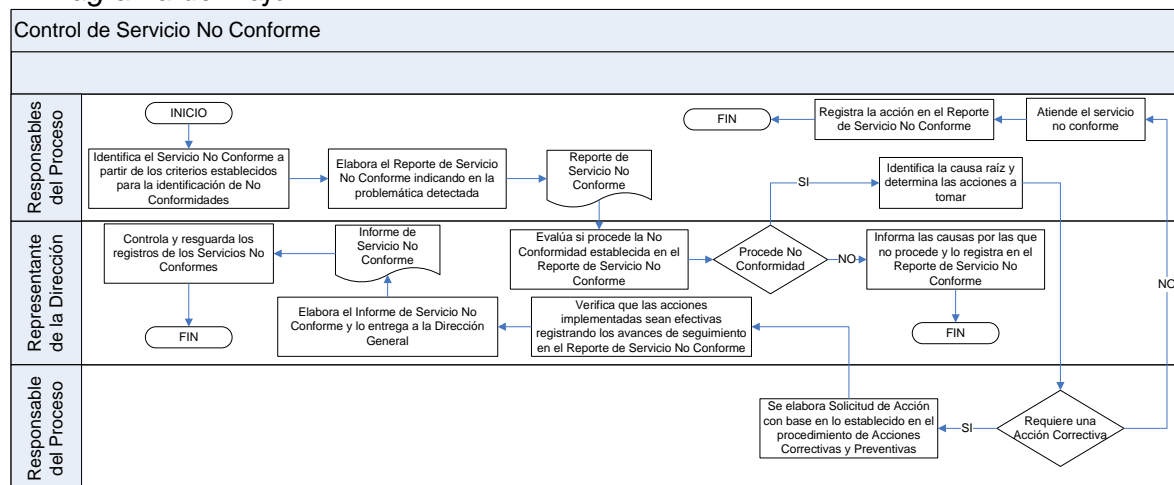 Control de Servicio No Conforme
Responsables
del Proceso
INICIO
Identifica el Servicio No Conforme a
partir de los criterios establecidos
para la identificación de No
Conformidades
Elabora el Reporte de Servicio
No Conforme indicando en la
problemática detectada
Reporte de
Servicio No
Conforme
FIN
Registra la acción en el Reporte
de Servicio No Conforme
Atiende el servicio
no conforme
SI
Identifica la causa raíz y
determina las acciones a
tomar
Representante
de la Dirección
Controla y resguarda los
registros de los Servicios No
Conformes
Informe de
Servicio No
Conforme
Evalúa si procede la No
Conformidad establecida en el
Reporte de Servicio No
Conforme
Procede No
Conformidad
NO
Informa las causas por las que
no procede y lo registra en el
Reporte de Servicio No
Conforme
NO
FIN
Elabora el Informe de Servicio No
Conforme y lo entrega a la Dirección
General
Verifica que las acciones
implementadas sean efectivas
registrando los avances de seguimiento
en el Reporte de Servicio No Conforme
FIN
Responsable
del Proceso
Se elabora Solicitud de Acción
con base en lo establecido en el
procedimiento de Acciones
Correctivas y Preventivas
SI
Requiere una
Acción Correctiva